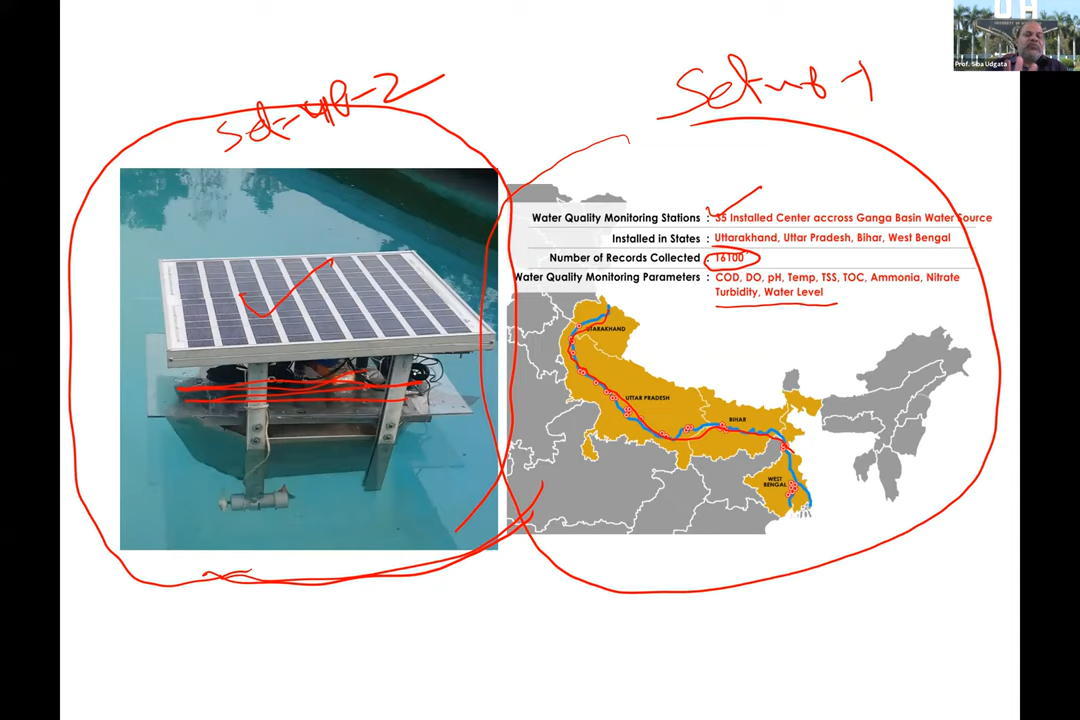 UH
Prof. Siba Udgata
Set-up-2
Set-up-1
Water Quality Monitoring Stations : 35 Installed Center accross Ganga Basin Water Source
Installed in States : Uttarakhand, Uttar Pradesh, Bihar, West Bengal
Number of Records Collected : 16100
Water Quality Monitoring Parameters : COD, DO, pH, Temp, TSS, TOC, Ammonia, Nitrate
Turbidity, Water Level
UTARAKHAND
UTTAR PRADESH
BIHAR
WEST
BENGAL